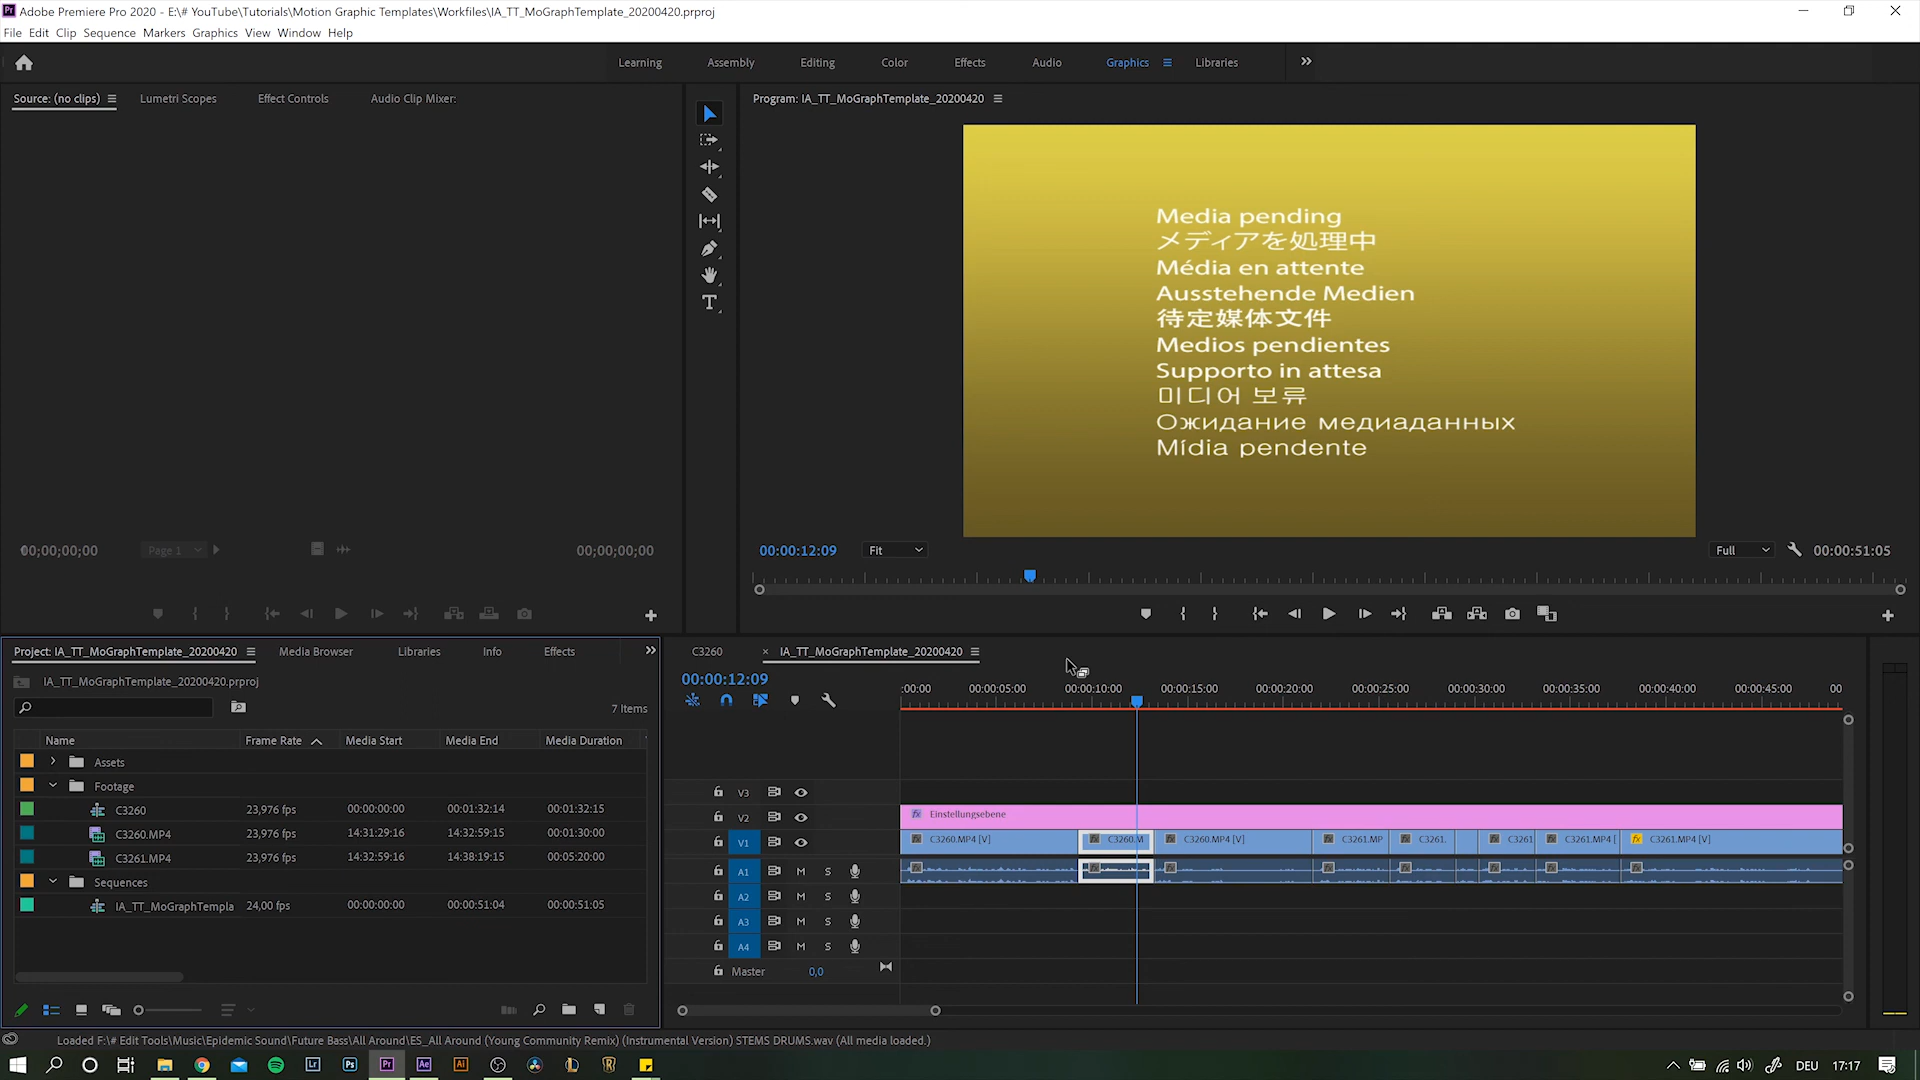 Adobe Premiere Pro 2020 - E:\# YouTube\Tutorials\Motion Graphic Templates\Workfiles\IA_TT_MoGraphTemplate_20200420.prproj
File Edit Clip Sequence Markers Graphics View Window Help
Learning Assembly Editing Color Effects Audio Graphics Libraries
Source: (no clips) Lumetri Scopes Effect Controls Audio Clip Mixer:
Program: IA_TT_MoGraphTemplate_20200420
Media pending
メディアを処理中
Média en attente
Ausstehende Medien
待定媒体文件
Medios pendientes
Supporto in attesa
미디어 보류
Ожидание медиаданных
Mídia pendente
00;00;00;00 Page 1 00;00;00;00
00:00:12:09 Fit Full 00:00:51:05
Project: IA_TT_MoGraphTemplate_20200420 Media Browser Libraries Info Effects
IA_TT_MoGraphTemplate_20200420.prproj
7 Items
Name Frame Rate Media Start Media End Media Duration
Assets
Footage
C3260 23,976 fps 00:00:00:00 00:01:32:14 00:01:32:15
C3260.MP4 23,976 fps 14:31:29:16 14:32:59:15 00:01:30:00
C3261.MP4 23,976 fps 14:32:59:16 14:38:19:15 00:05:20:00
Sequences
IA_TT_MoGraphTempla 24,00 fps 00:00:00:00 00:00:51:04 00:00:51:05
C3260 × IA_TT_MoGraphTemplate_20200420
00:00:12:09
:00:00 00:00:05:00 00:00:10:00 00:00:15:00 00:00:20:00 00:00:25:00 00:00:30:00 00:00:35:00 00:00:40:00 00:00:45:00 00
V3
V2 fx Einstellungsebene
V1 fx C3260.MP4 [V] fx C3260.M fx C3260.MP4 [V] fx C3261.MP fx C3261. fx C3261 fx C3261.MP4 [ fx C3261.MP4 [V]
A1 M S
A2 M S
A3 M S
A4 M S
Master 0,0
Loaded F:\# Edit Tools\Music\Epidemic Sound\Future Bass\All Around\ES_All Around (Young Community Remix) (Instrumental Version) STEMS DRUMS.wav (All media loaded.)
Lr Ps Pr Ae Ai DEU 17:17